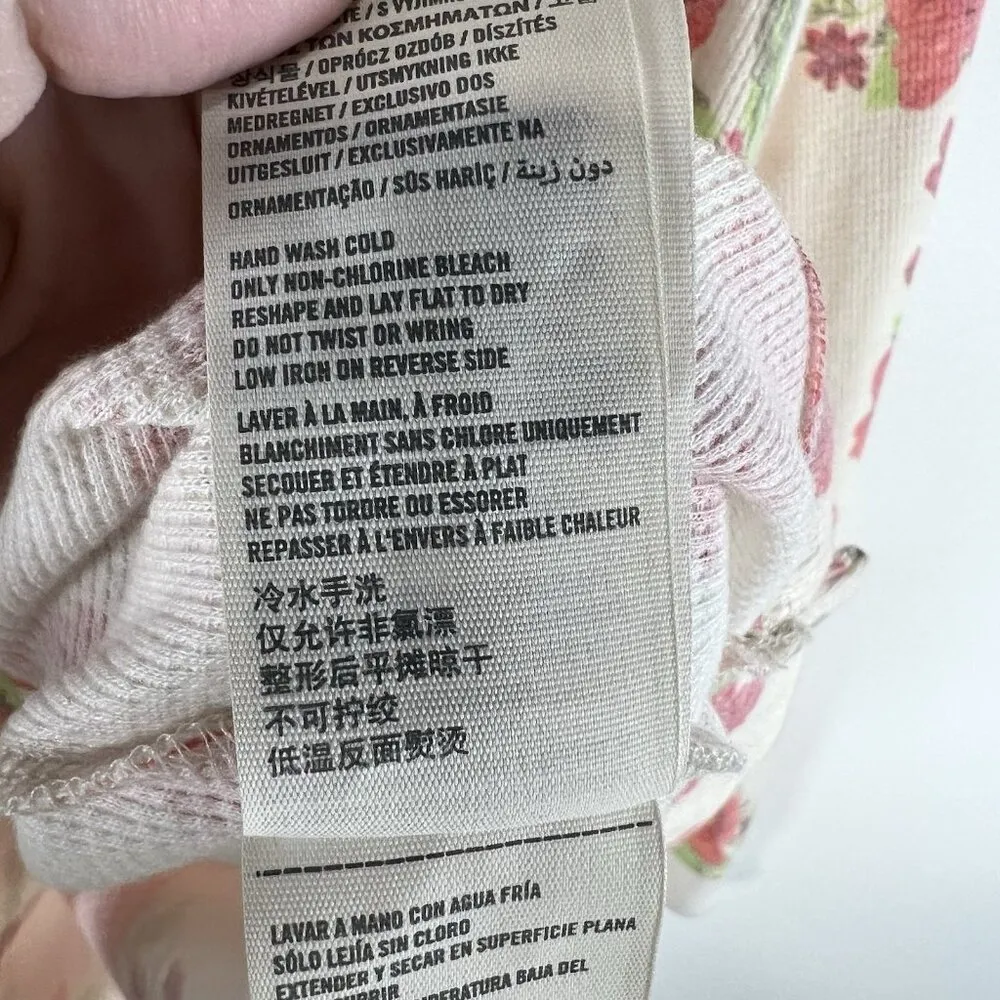 ΤΩΝ ΚΟΣΜΗΜΑΤΩΝ /
장식물 / OPRÓCZ OZDÓB / DÍSZÍTÉS
KIVÉTELÉVEL / UTSMYKNING IKKE
MEDREGNET / EXCLUSIVO DOS
ORNAMENTOS / ORNAMENTASIE
UITGESLUIT / EXCLUSIVAMENTE NA
ORNAMENTAÇÃO / SÜS HARİÇ / دون زينة
HAND WASH COLD
ONLY NON-CHLORINE BLEACH
RESHAPE AND LAY FLAT TO DRY
DO NOT TWIST OR WRING
LOW IRON ON REVERSE SIDE
LAVER À LA MAIN, À FROID
BLANCHIMENT SANS CHLORE UNIQUEMENT
SECOUER ET ÉTENDRE À PLAT
NE PAS TORDRE OU ESSORER
REPASSER À L'ENVERS À FAIBLE CHALEUR
冷水手洗
仅允许非氯漂
整形后平摊晾干
不可拧绞
低温反面熨烫
LAVAR A MANO CON AGUA FRÍA
SÓLO LEJÍA SIN CLORO
EXTENDER Y SECAR EN SUPERFICIE PLANA
BAJA DEL